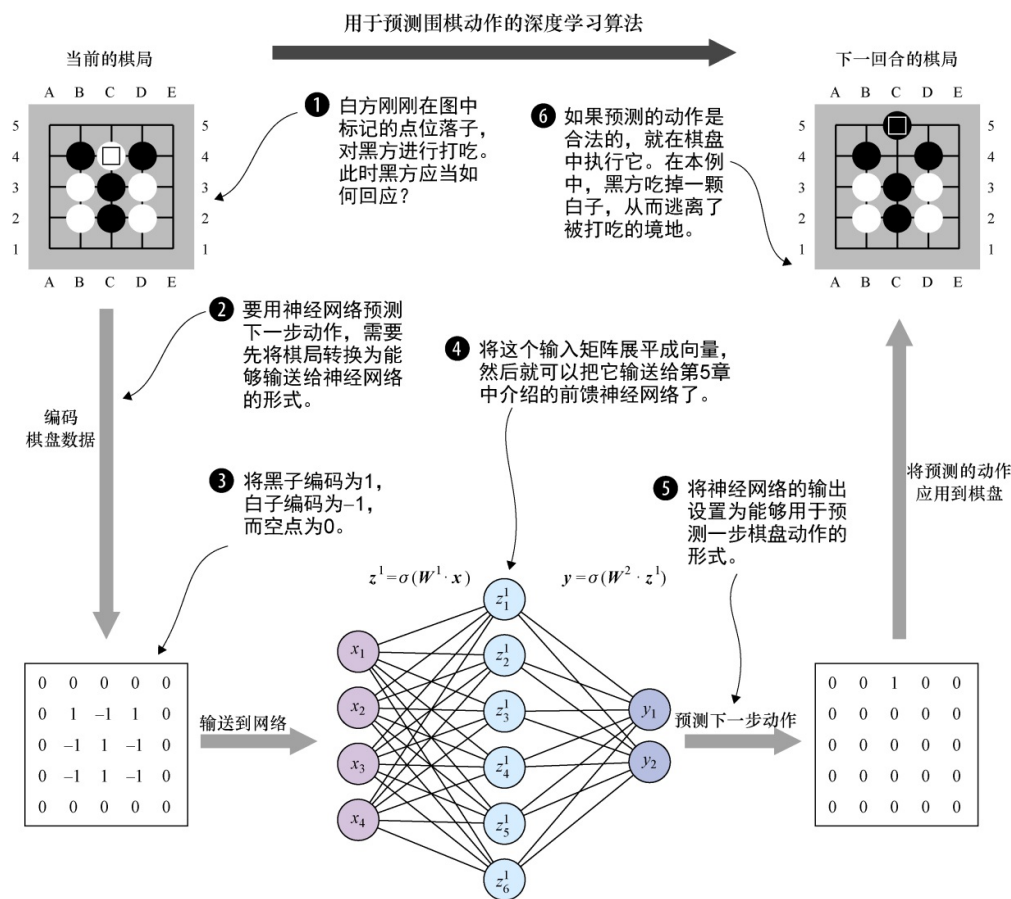 用于预测围棋动作的深度学习算法
当前的棋局
A B C D E
5 5
4 4
3 3
2 2
1 1
A B C D E
❶ 白方刚刚在图中
标记的点位落子，
对黑方进行打吃。
此时黑方应当如
何回应？
❻ 如果预测的动作是
合法的，就在棋盘
中执行它。在本例
中，黑方吃掉一颗
白子，从而逃离了
被打吃的境地。
下一回合的棋局
A B C D E
5 5
4 4
3 3
2 2
1 1
A B C D E
❷ 要用神经网络预测
下一步动作，需要
先将棋局转换为能
够输送给神经网络
的形式。
编码
棋盘数据
❸ 将黑子编码为1，
白子编码为–1，
而空点为0。
❹ 将这个输入矩阵展平成向量，
然后就可以把它输送给第5章
中介绍的前馈神经网络了。
❺ 将神经网络的输出
设置为能够用于预
测一步棋盘动作的
形式。
将预测的动作
应用到棋盘
0 0 0 0 0
0 1 –1 1 0
0 –1 1 –1 0
0 –1 1 –1 0
0 0 0 0 0
输送到网络
z¹=σ(W¹·x)
y=σ(W²·z¹)
x₁
x₂
x₃
x₄
z¹₁
z¹₂
z¹₃
z¹₄
z¹₅
z¹₆
y₁
y₂
预测下一步动作
0 0 1 0 0
0 0 0 0 0
0 0 0 0 0
0 0 0 0 0
0 0 0 0 0